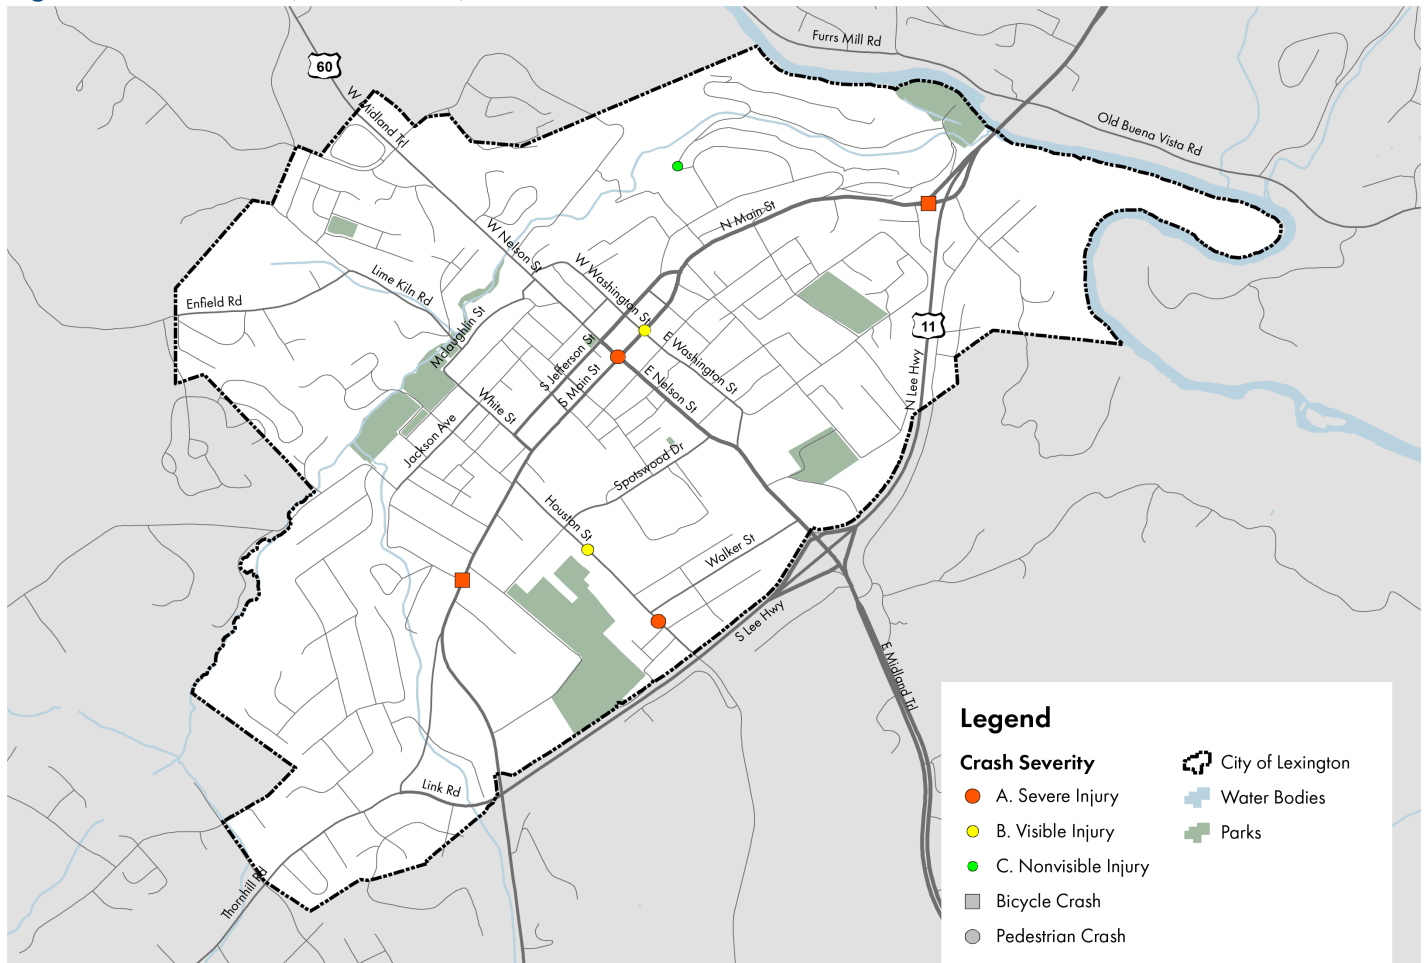 Furrs Mill Rd
60
W Midland Trl
Old Buena Vista Rd
N Main St
W Nelson St
W Washington St
Lime Kiln Rd
Enfield Rd
Mclaughlin St
11
E Washington St
S Jefferson St
S Main St
E Nelson St
N Lee Hwy
White St
Jackson Ave
Spotswood Dr
Houston St
Walker St
S Lee Hwy
E Midland Trl
Link Rd
Thornhill Rd
Legend
Crash Severity
A. Severe Injury
B. Visible Injury
C. Nonvisible Injury
Bicycle Crash
Pedestrian Crash
City of Lexington
Water Bodies
Parks